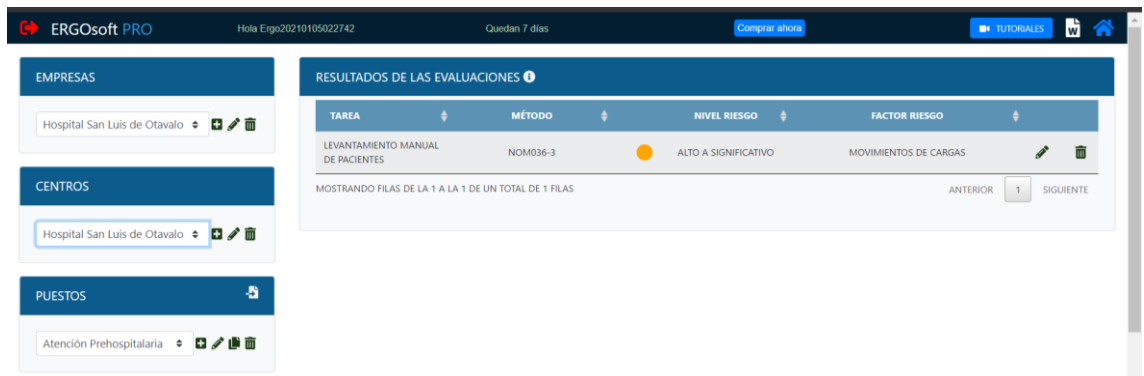 ERGOsoft PRO Hola Ergo20210105022742 Quedan 7 días Comprar ahora TUTORIALES W
EMPRESAS
Hospital San Luis de Otavalo
CENTROS
Hospital San Luis de Otavalo
PUESTOS
Atención Prehospitalaria
RESULTADOS DE LAS EVALUACIONES
TAREA MÉTODO NIVEL RIESGO FACTOR RIESGO
LEVANTAMIENTO MANUAL
DE PACIENTES NOM036-3 ALTO A SIGNIFICATIVO MOVIMIENTOS DE CARGAS
MOSTRANDO FILAS DE LA 1 A LA 1 DE UN TOTAL DE 1 FILAS ANTERIOR 1 SIGUIENTE